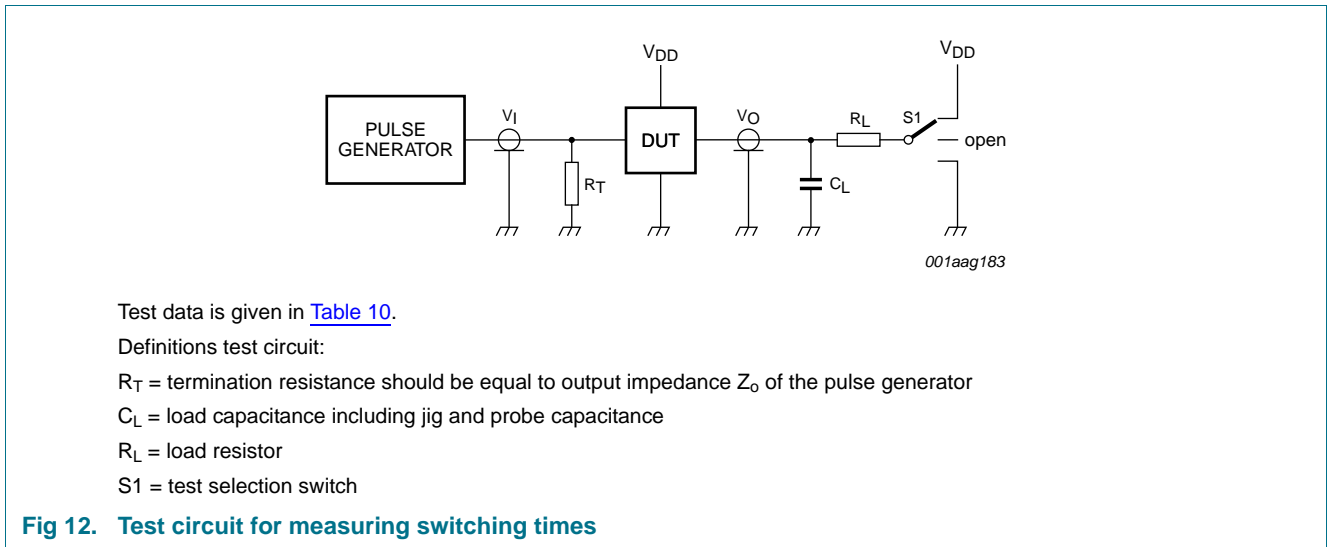 VDD
VDD
PULSE
GENERATOR
VI
DUT
VO
RL
S1
open
RT
CL
001aag183
Test data is given in Table 10.
Definitions test circuit:
RT = termination resistance should be equal to output impedance Zo of the pulse generator
CL = load capacitance including jig and probe capacitance
RL = load resistor
S1 = test selection switch
Fig 12. Test circuit for measuring switching times